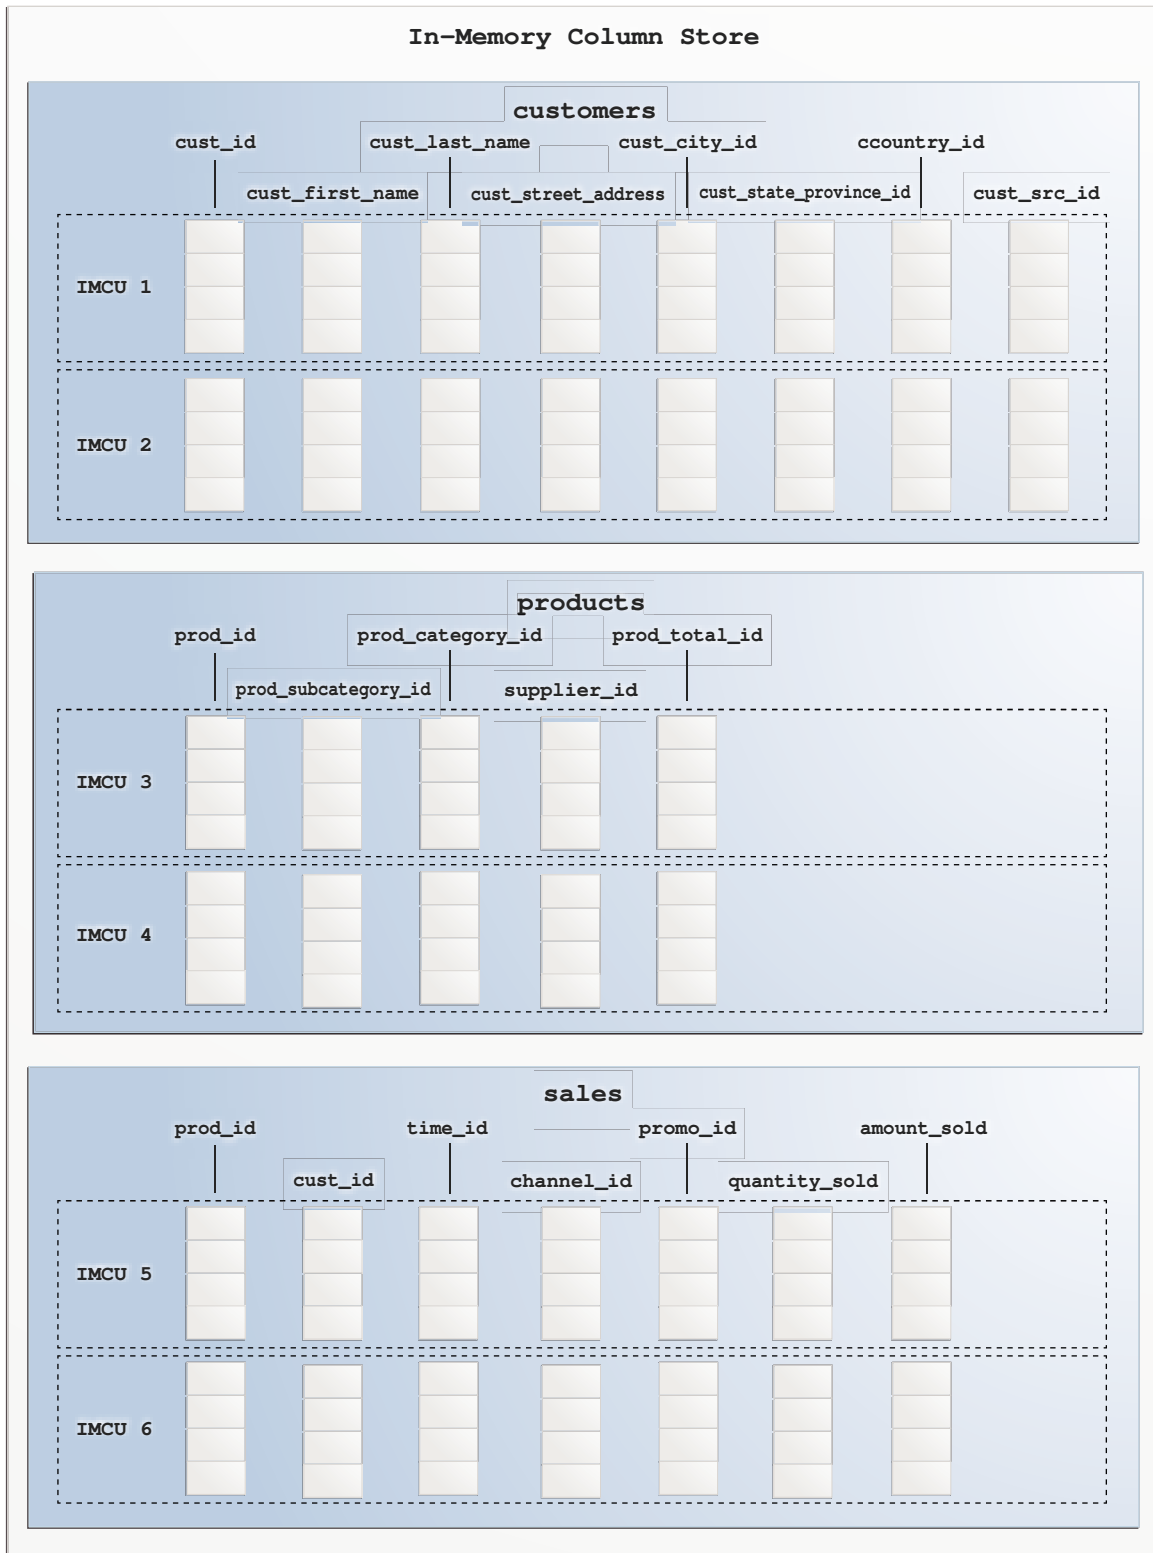 In-Memory Column Store
customers
cust_id cust_last_name cust_city_id ccountry_id
cust_first_name cust_street_address cust_state_province_id cust_src_id
IMCU 1
IMCU 2
products
prod_id prod_category_id prod_total_id
prod_subcategory_id supplier_id
IMCU 3
IMCU 4
sales
prod_id time_id promo_id amount_sold
cust_id channel_id quantity_sold
IMCU 5
IMCU 6